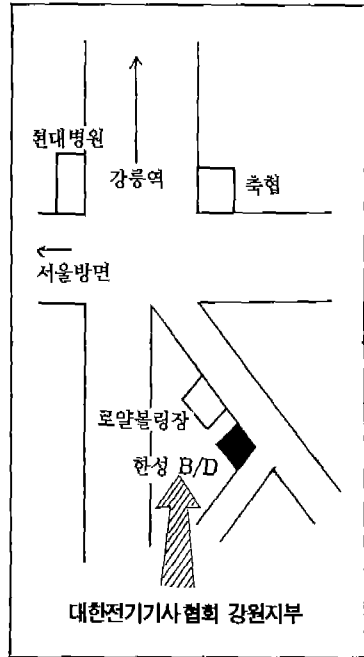 현대병원
강릉역
축협
서울방면
로얄볼링장
한성 B/D
대한전기기사협회 강원지부